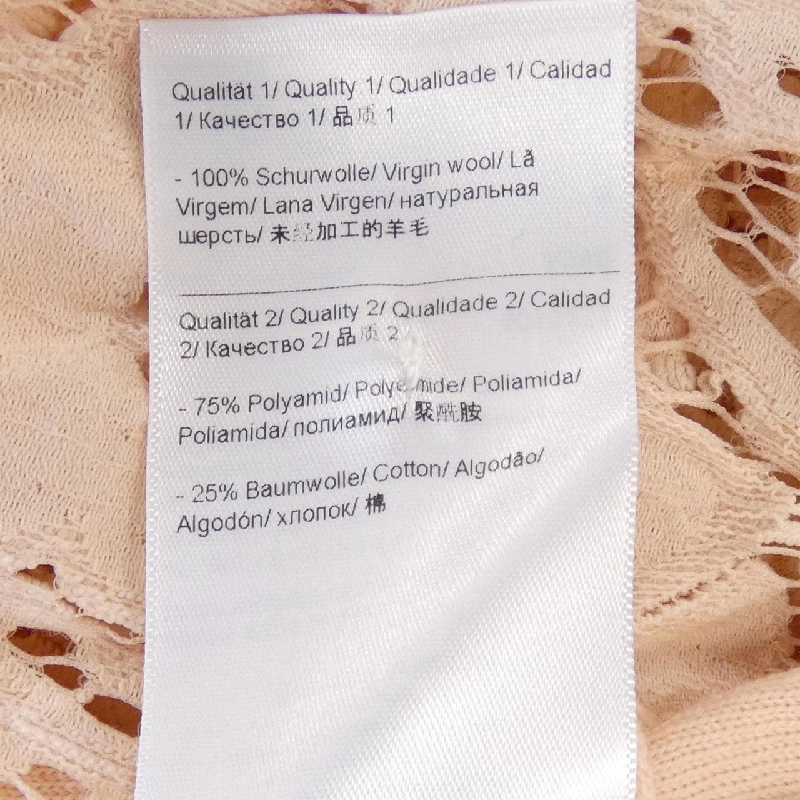 Qualität 1/ Quality 1/ Qualidade 1/ Calidad
1/ Качество 1/ 品质 1
- 100% Schurwolle/ Virgin wool/ Lã
Virgem/ Lana Virgen/ натуральная
шерсть/ 未经加工的羊毛
Qualität 2/ Quality 2/ Qualidade 2/ Calidad
2/ Качество 2/ 品质 2
- 75% Polyamid/ Polyamide/ Poliamida/
Poliamida/ полиамид/ 聚酰胺
- 25% Baumwolle/ Cotton/ Algodão/
Algodón/ хлопок/ 棉